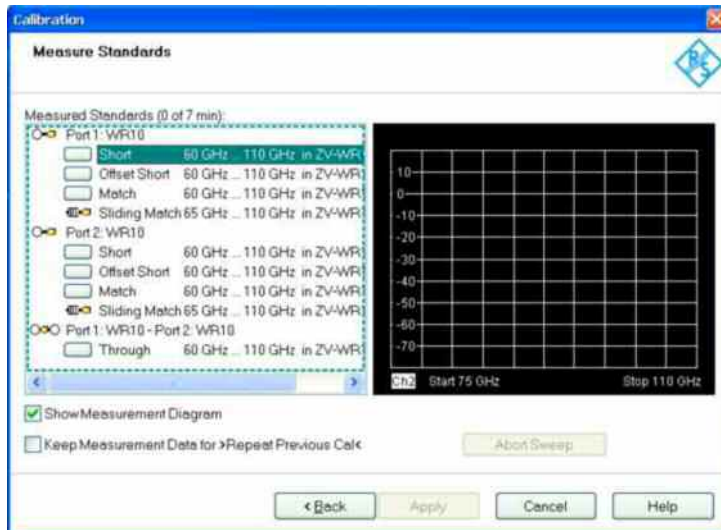 Calibration
Measure Standards
Measured Standards (0 of 7 min):
Port 1: WR10
Short 60 GHz ... 110 GHz in ZV-WR
Offset Short 60 GHz ... 110 GHz in ZV-WR
Match 60 GHz ... 110 GHz in ZV-WR
Sliding Match 65 GHz ... 110 GHz in ZV-WR
Port 2: WR10
Short 60 GHz ... 110 GHz in ZV-WR
Offset Short 60 GHz ... 110 GHz in ZV-WR
Match 60 GHz ... 110 GHz in ZV-WR
Sliding Match 65 GHz ... 110 GHz in ZV-WR
Port 1: WR10 - Port 2: WR10
Through 60 GHz ... 110 GHz in ZV-WR
10
0
-10
-20
-30
-40
-50
-60
-70
Ch2 Start 75 GHz Stop 110 GHz
Show Measurement Diagram
Keep Measurement Data for >Repeat Previous Cal<
Abort Sweep
< Back
Apply
Cancel
Help